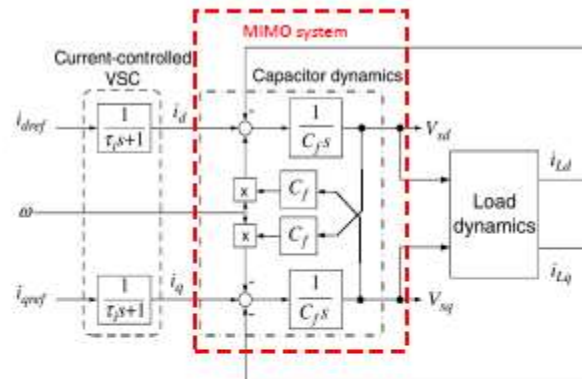 MIMO system
Current-controlled
VSC
Capacitor dynamics
i_dref
1
τ_i s+1
i_d
-
1
C_f s
V_sd
x
C_f
i_Ld
ω
Load
dynamics
x
C_f
i_Lq
i_qref
1
τ_i s+1
i_q
-
-
1
C_f s
V_sq